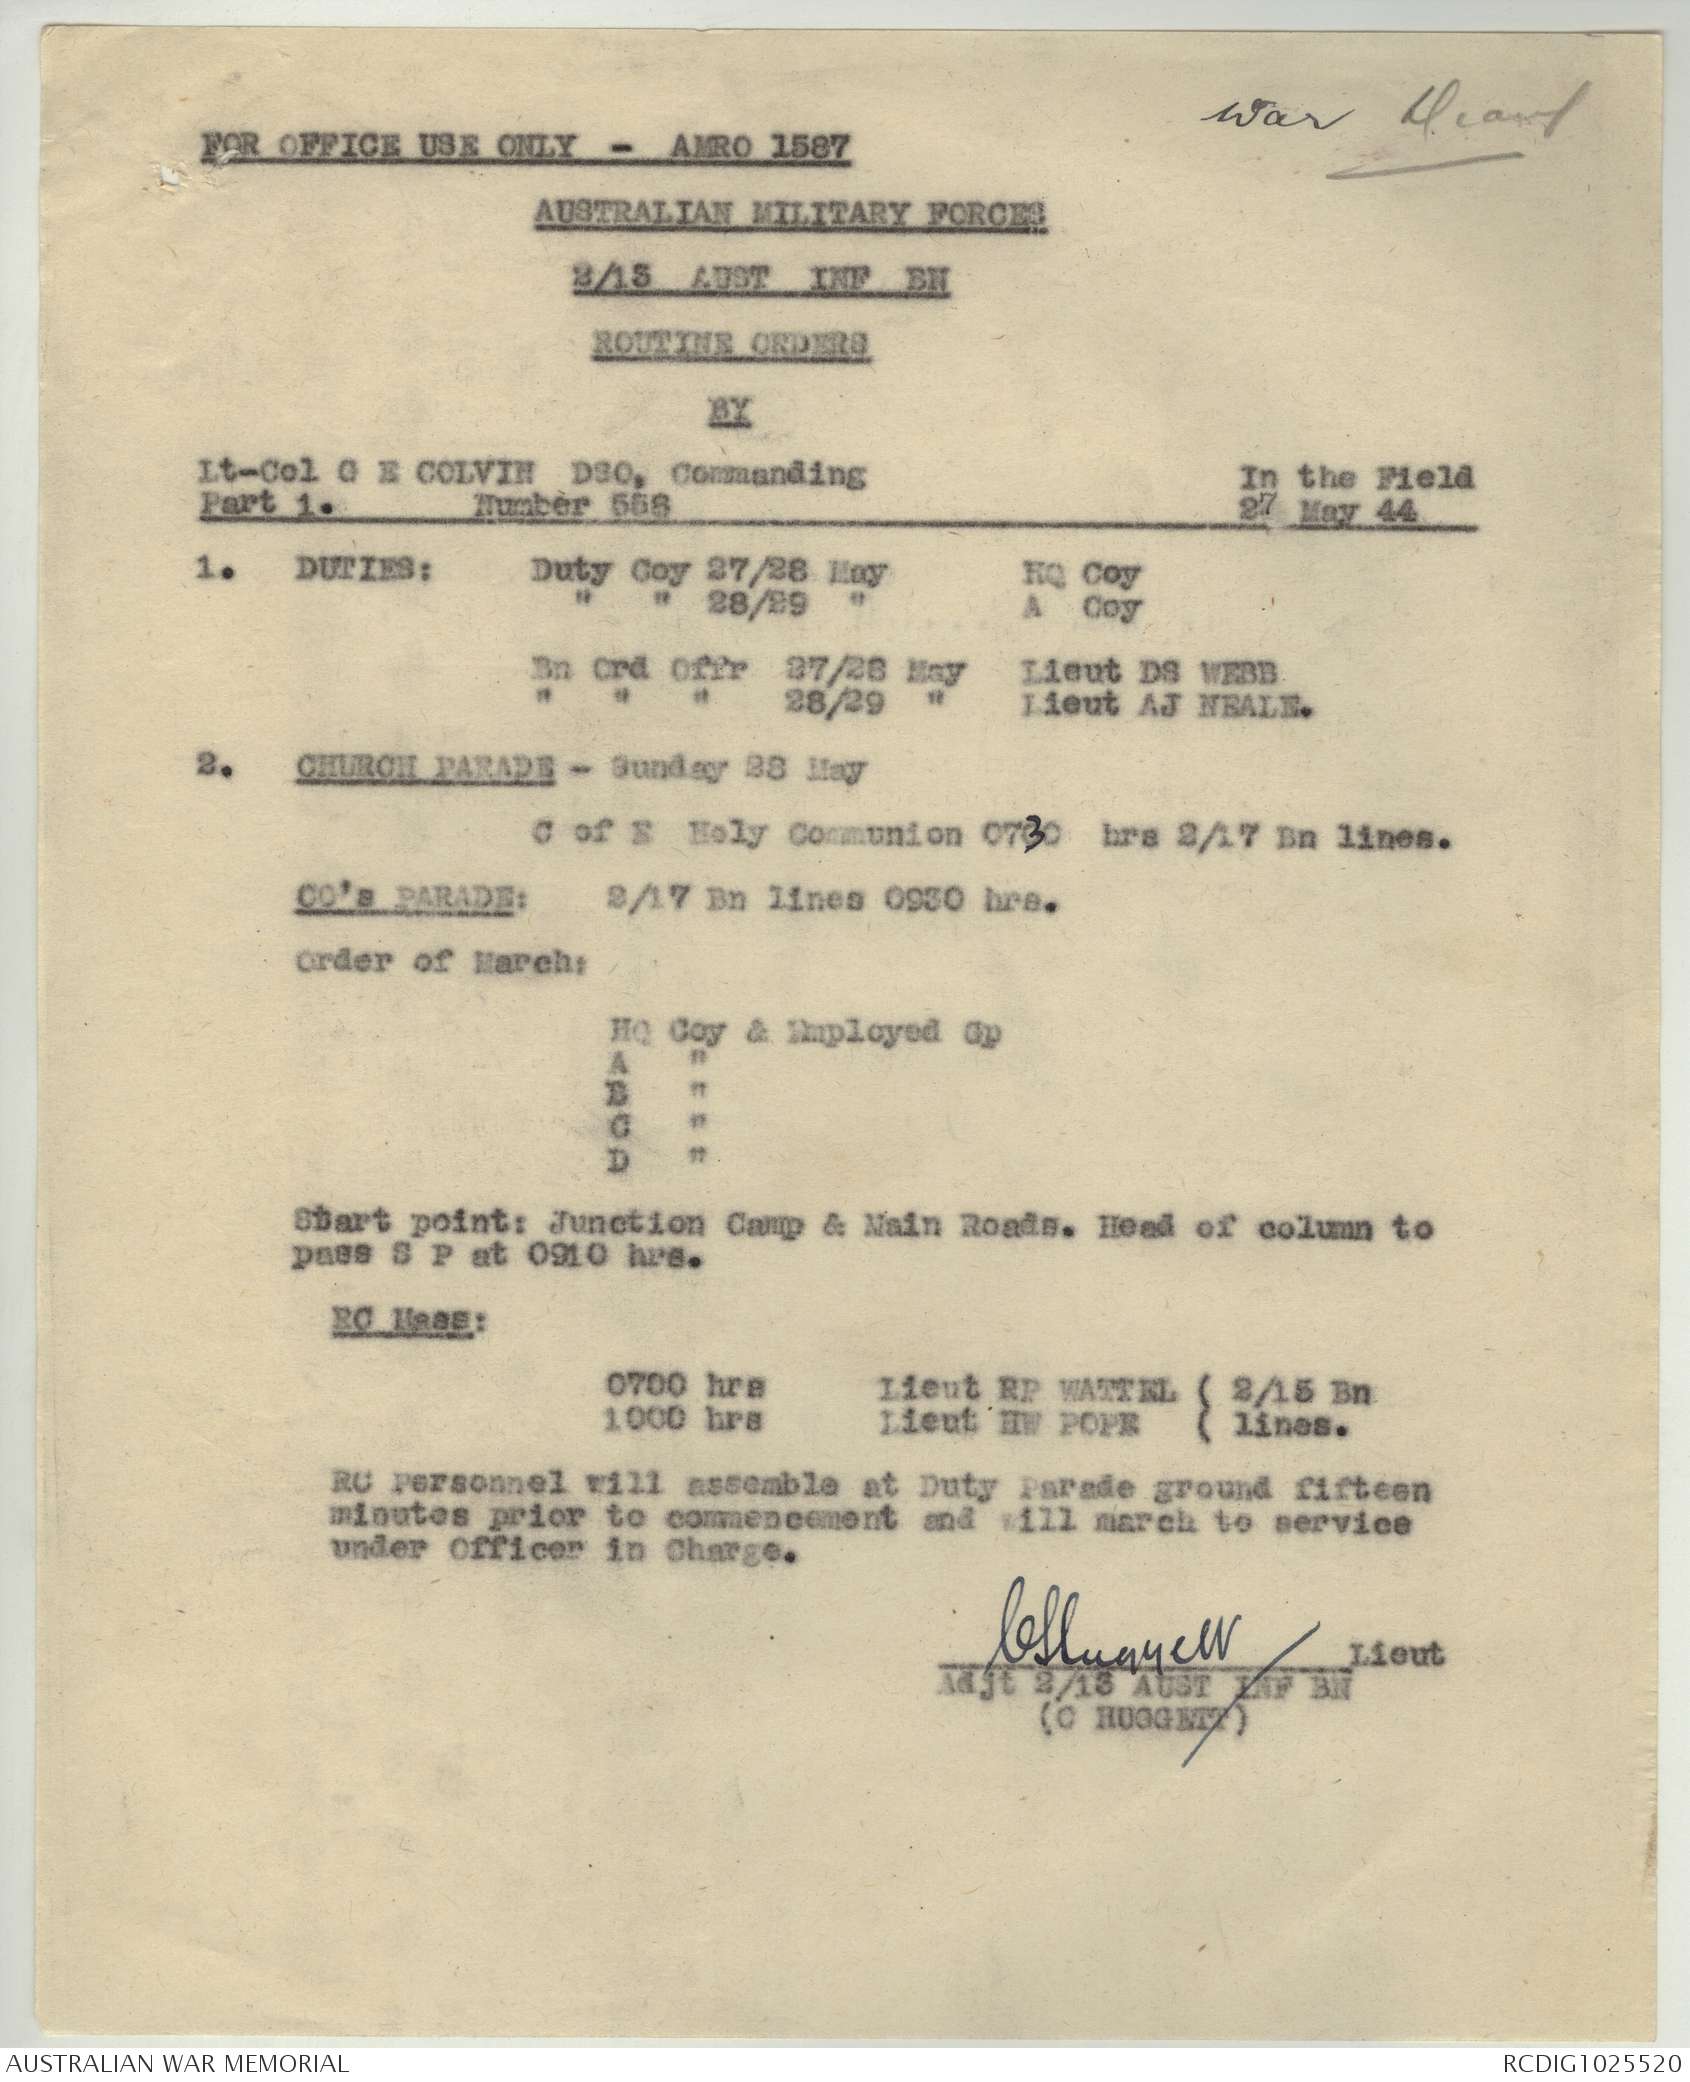 War Diary
FOR OFFICE USE ONLY - AMRO 1587
AUSTRALIAN MILITARY FORCES
2/13 AUST INF BN
ROUTINE ORDERS
BY
Lt-Col G E COLVIN DSO, Commanding In the Field
Part 1. Number 558 27 May 44
1. DUTIES: Duty Coy 27/28 May HQ Coy
" " 28/29 " A Coy
Bn Ord Offr 27/28 May Lieut DS WEBB
" " " 28/29 " Lieut AJ NEALE.
2. CHURCH PARADE - Sunday 28 May
C of E Holy Communion 0730 hrs 2/17 Bn lines.
CO's PARADE: 2/17 Bn lines 0930 hrs.
Order of March:
HQ Coy & Employed Gp
A "
B "
C "
D "
Start point: Junction Camp & Main Roads. Head of column to
pass S P at 0910 hrs.
RC Mass:
0700 hrs Lieut RP WATTEL ( 2/15 Bn
1000 hrs Lieut HW POPE ( lines.
RC Personnel will assemble at Duty Parade ground fifteen
minutes prior to commencement and will march to service
under Officer in Charge.
CHuggett Lieut
Adjt 2/13 AUST INF BN
(C HUGGETT)
AUSTRALIAN WAR MEMORIAL RCDIG1025520